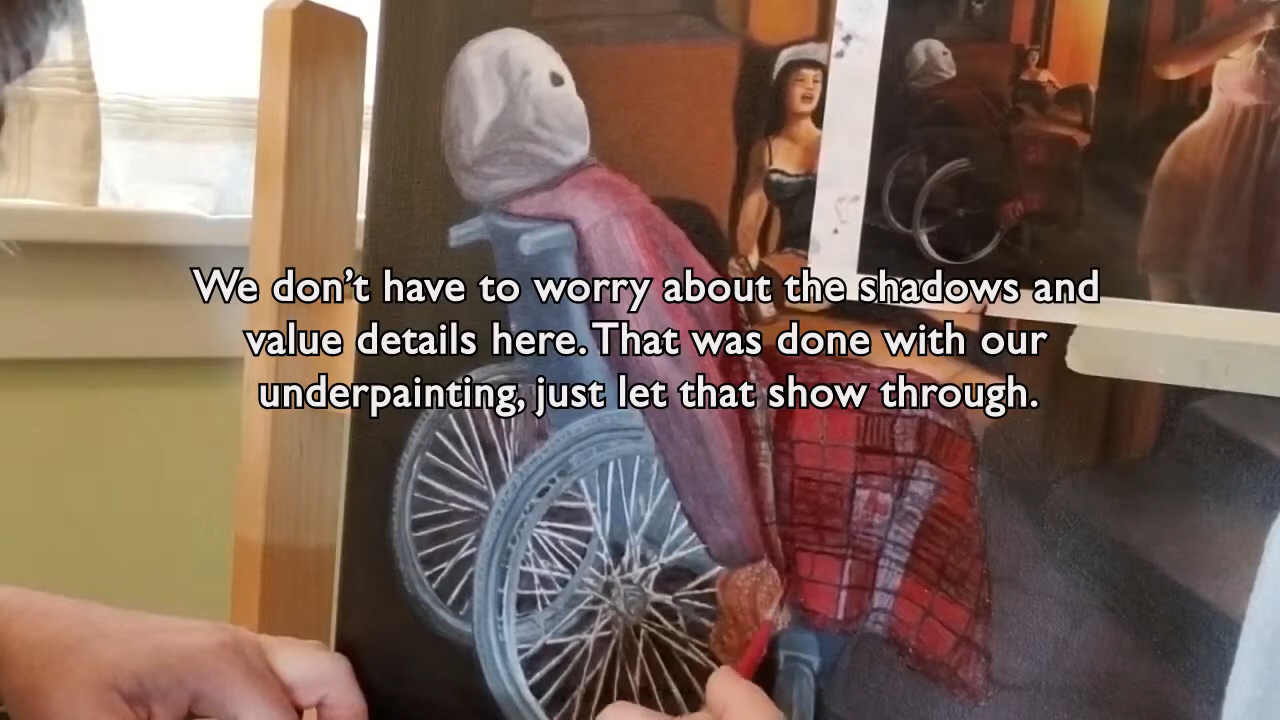 We don’t have to worry about the shadows and
value details here. That was done with our
underpainting, just let that show through.